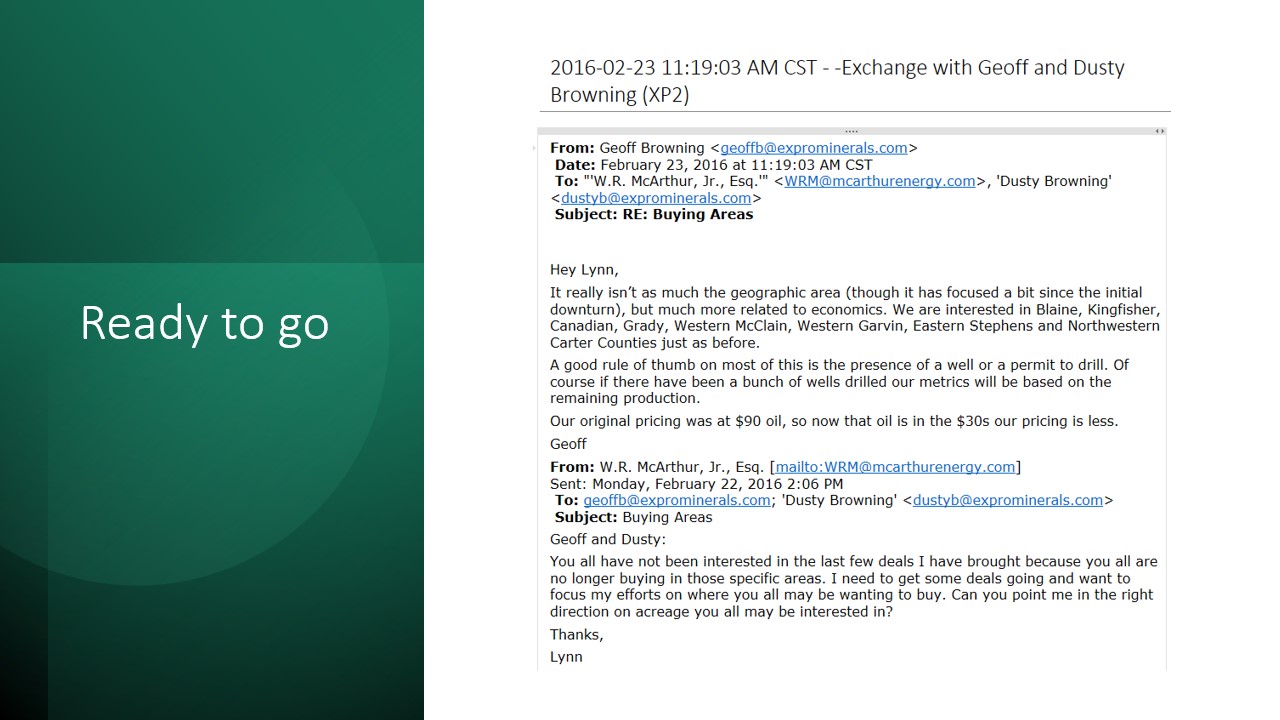 Ready to go
2016-02-23 11:19:03 AM CST - -Exchange with Geoff and Dusty
Browning (XP2)
From: Geoff Browning <geoffb@exprominerals.com>
Date: February 23, 2016 at 11:19:03 AM CST
To: "'W.R. McArthur, Jr., Esq.'" <WRM@mcarthurenergy.com>, 'Dusty Browning'
<dustyb@exprominerals.com>
Subject: RE: Buying Areas
Hey Lynn,
It really isn't as much the geographic area (though it has focused a bit since the initial
downturn), but much more related to economics. We are interested in Blaine, Kingfisher,
Canadian, Grady, Western McClain, Western Garvin, Eastern Stephens and Northwestern
Carter Counties just as before.
A good rule of thumb on most of this is the presence of a well or a permit to drill. Of
course if there have been a bunch of wells drilled our metrics will be based on the
remaining production.
Our original pricing was at $90 oil, so now that oil is in the $30s our pricing is less.
Geoff
From: W.R. McArthur, Jr., Esq. [mailto:WRM@mcarthurenergy.com]
Sent: Monday, February 22, 2016 2:06 PM
To: geoffb@exprominerals.com; 'Dusty Browning' <dustyb@exprominerals.com>
Subject: Buying Areas
Geoff and Dusty:
You all have not been interested in the last few deals I have brought because you all are
no longer buying in those specific areas. I need to get some deals going and want to
focus my efforts on where you all may be wanting to buy. Can you point me in the right
direction on acreage you all may be interested in?
Thanks,
Lynn